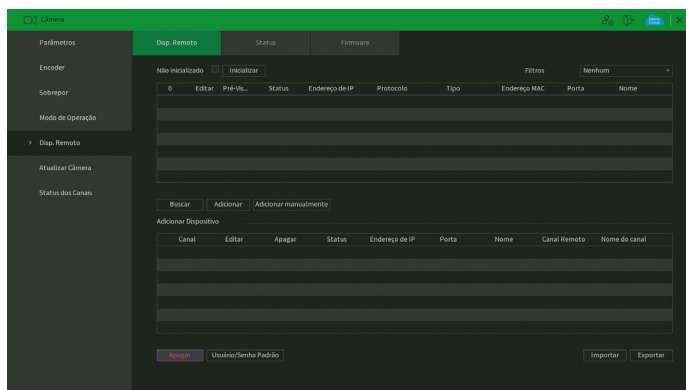 Câmera
Parâmetros
Encoder
Sobrepor
Modo de Operação
> Disp. Remoto
Atualizar Câmera
Status dos Canais
Disp. Remoto Status Firmware
Não inicializado Inicializar Filtros Nenhum
0 Editar Pré-Vis... Status Endereço de IP Protocolo Tipo Endereço MAC Porta Nome
Buscar Adicionar Adicionar manualmente
Adicionar Dispositivo
Canal Editar Apagar Status Endereço de IP Porta Nome Canal Remoto Nome do canal
Apagar Usuário/Senha Padrão Importar Exportar